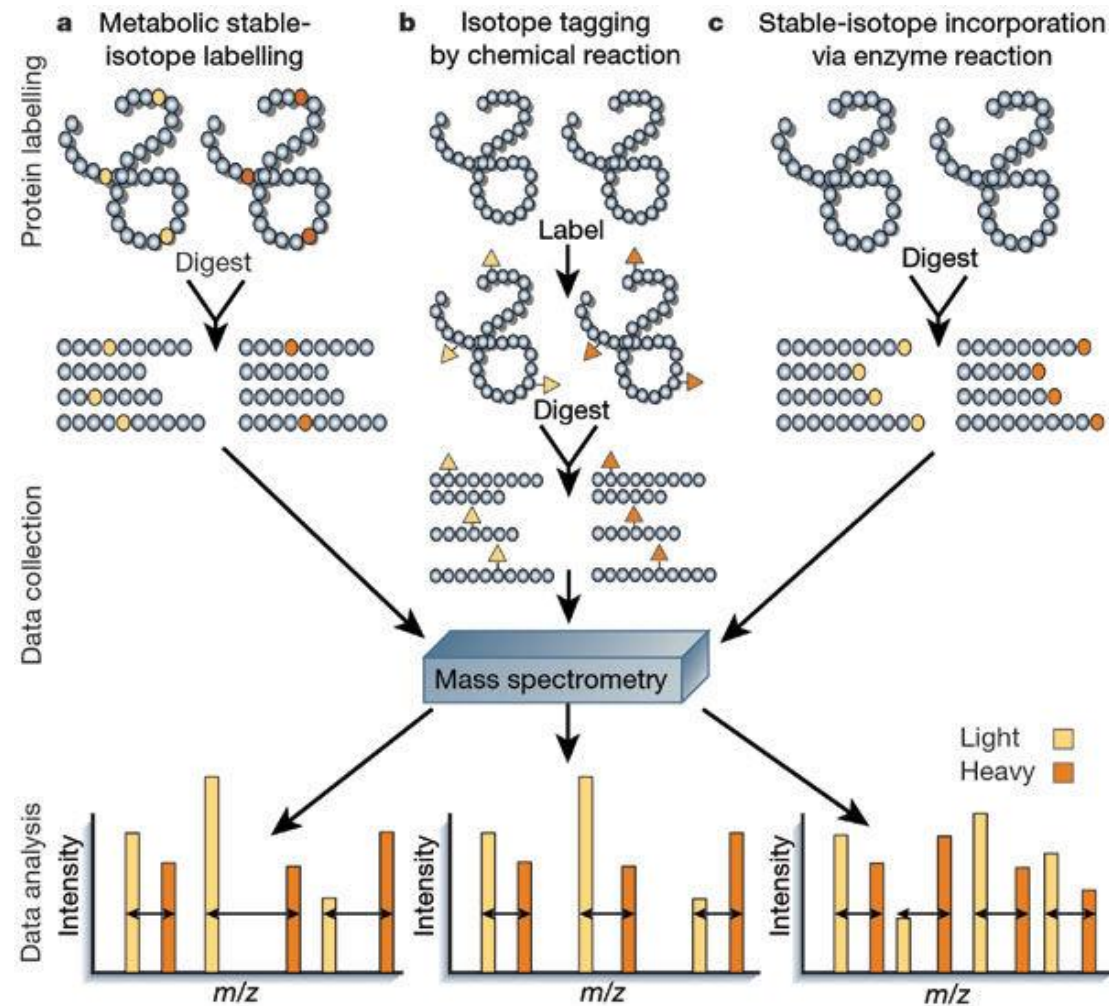 a Metabolic stable-
isotope labelling
b Isotope tagging
by chemical reaction
c Stable-isotope incorporation
via enzyme reaction
Protein labelling
Digest
Label
Digest
Digest
Data collection
Mass spectrometry
Light
Heavy
Data analysis
Intensity
m/z
Intensity
m/z
Intensity
m/z